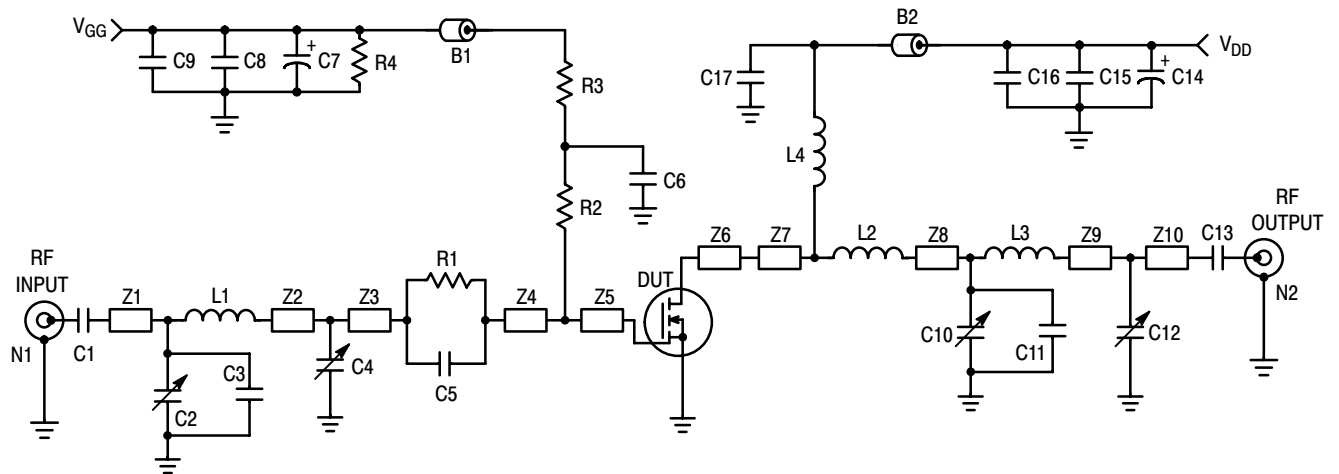 V_GG
C9
C8
+
C7
R4
B1
R3
C6
R2
C17
B2
C16
C15
+
C14
V_DD
L4
RF
INPUT
N1
C1
Z1
L1
Z2
Z3
R1
C5
Z4
Z5
C2
C3
C4
DUT
Z6
Z7
L2
Z8
L3
Z9
Z10
C13
RF
OUTPUT
N2
C10
C11
C12